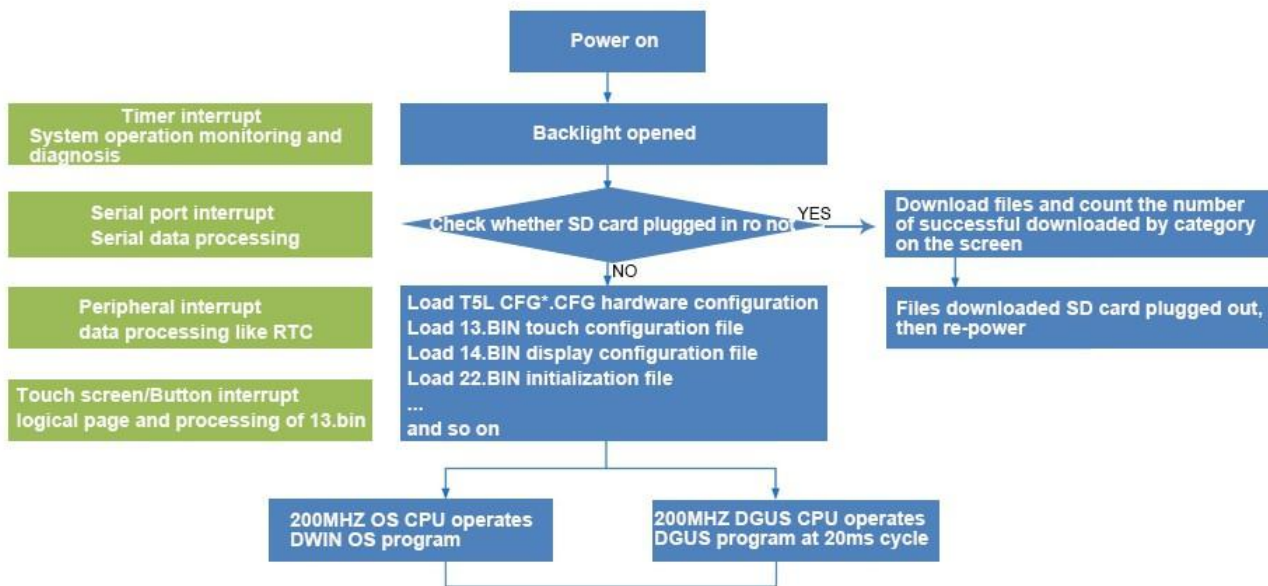 Power on
Timer interrupt
System operation monitoring and
diagnosis
Backlight opened
Serial port interrupt
Serial data processing
Check whether SD card plugged in ro not
YES
Download files and count the number
of successful downloaded by category
on the screen
NO
Peripheral interrupt
data processing like RTC
Load T5L CFG*.CFG hardware configuration
Load 13.BIN touch configuration file
Load 14.BIN display configuration file
Load 22.BIN initialization file
...
and so on
Files downloaded SD card plugged out,
then re-power
Touch screen/Button interrupt
logical page and processing of 13.bin
200MHZ OS CPU operates
DWIN OS program
200MHZ DGUS CPU operates
DGUS program at 20ms cycle